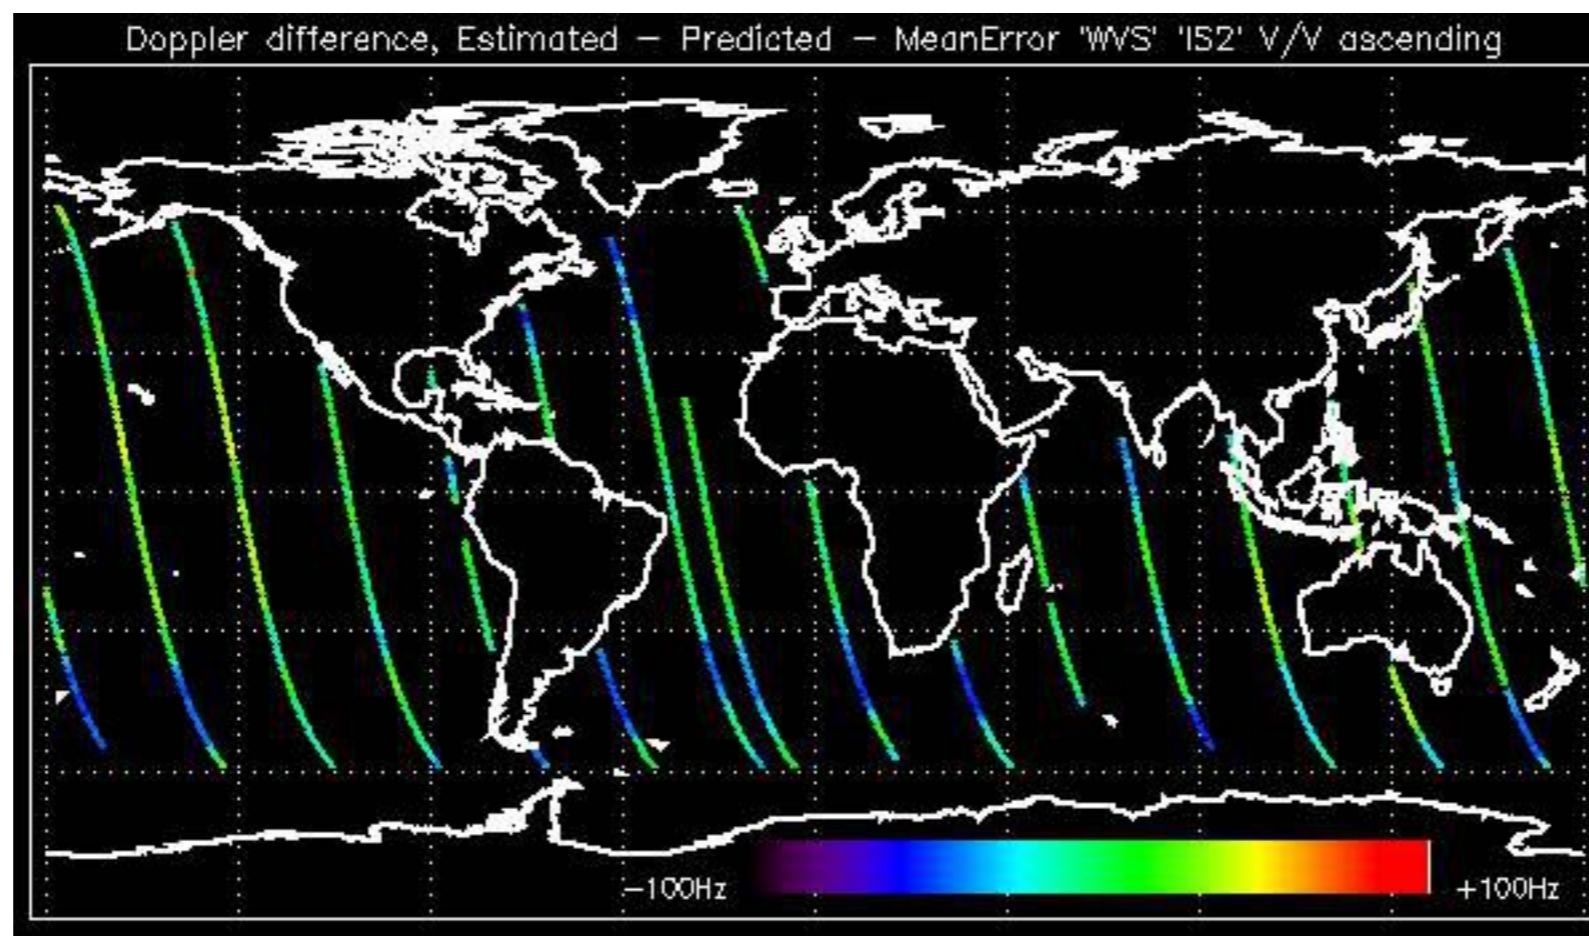 Doppler difference, Estimated – Predicted – MeanError 'WVS' 'IS2' V/V ascending
−100Hz +100Hz